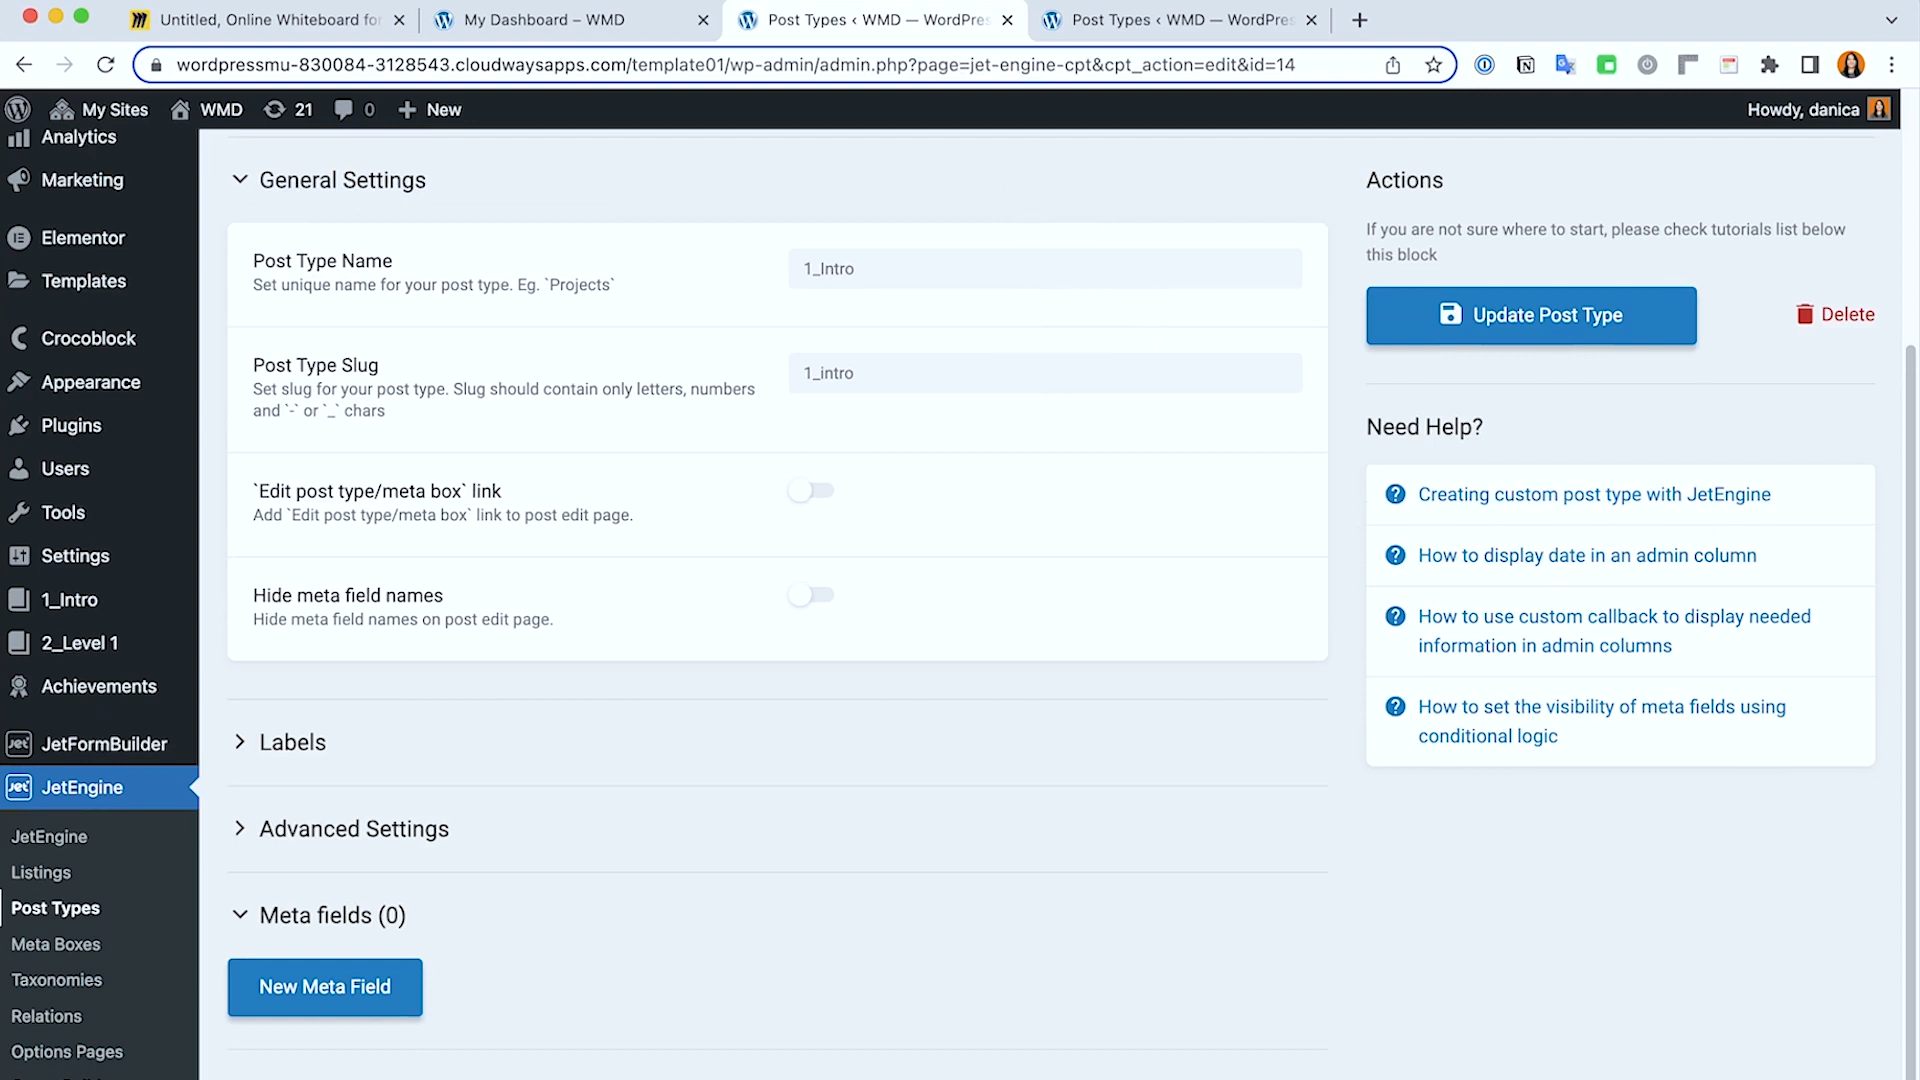 Untitled, Online Whiteboard for
My Dashboard – WMD
Post Types ‹ WMD — WordPres
Post Types ‹ WMD — WordPres
wordpressmu-830084-3128543.cloudwaysapps.com/template01/wp-admin/admin.php?page=jet-engine-cpt&cpt_action=edit&id=14
My Sites
WMD
21
0
New
Howdy, danica
Analytics
Marketing
Elementor
Templates
Crocoblock
Appearance
Plugins
Users
Tools
Settings
1_Intro
2_Level 1
Achievements
JetFormBuilder
JetEngine
JetEngine
Listings
Post Types
Meta Boxes
Taxonomies
Relations
Options Pages
General Settings
Post Type Name
Set unique name for your post type. Eg. `Projects`
1_Intro
Post Type Slug
Set slug for your post type. Slug should contain only letters, numbers
and `-` or `_` chars
1_intro
`Edit post type/meta box` link
Add `Edit post type/meta box` link to post edit page.
Hide meta field names
Hide meta field names on post edit page.
Labels
Advanced Settings
Meta fields (0)
New Meta Field
Actions
If you are not sure where to start, please check tutorials list below
this block
Update Post Type
Delete
Need Help?
Creating custom post type with JetEngine
How to display date in an admin column
How to use custom callback to display needed
information in admin columns
How to set the visibility of meta fields using
conditional logic